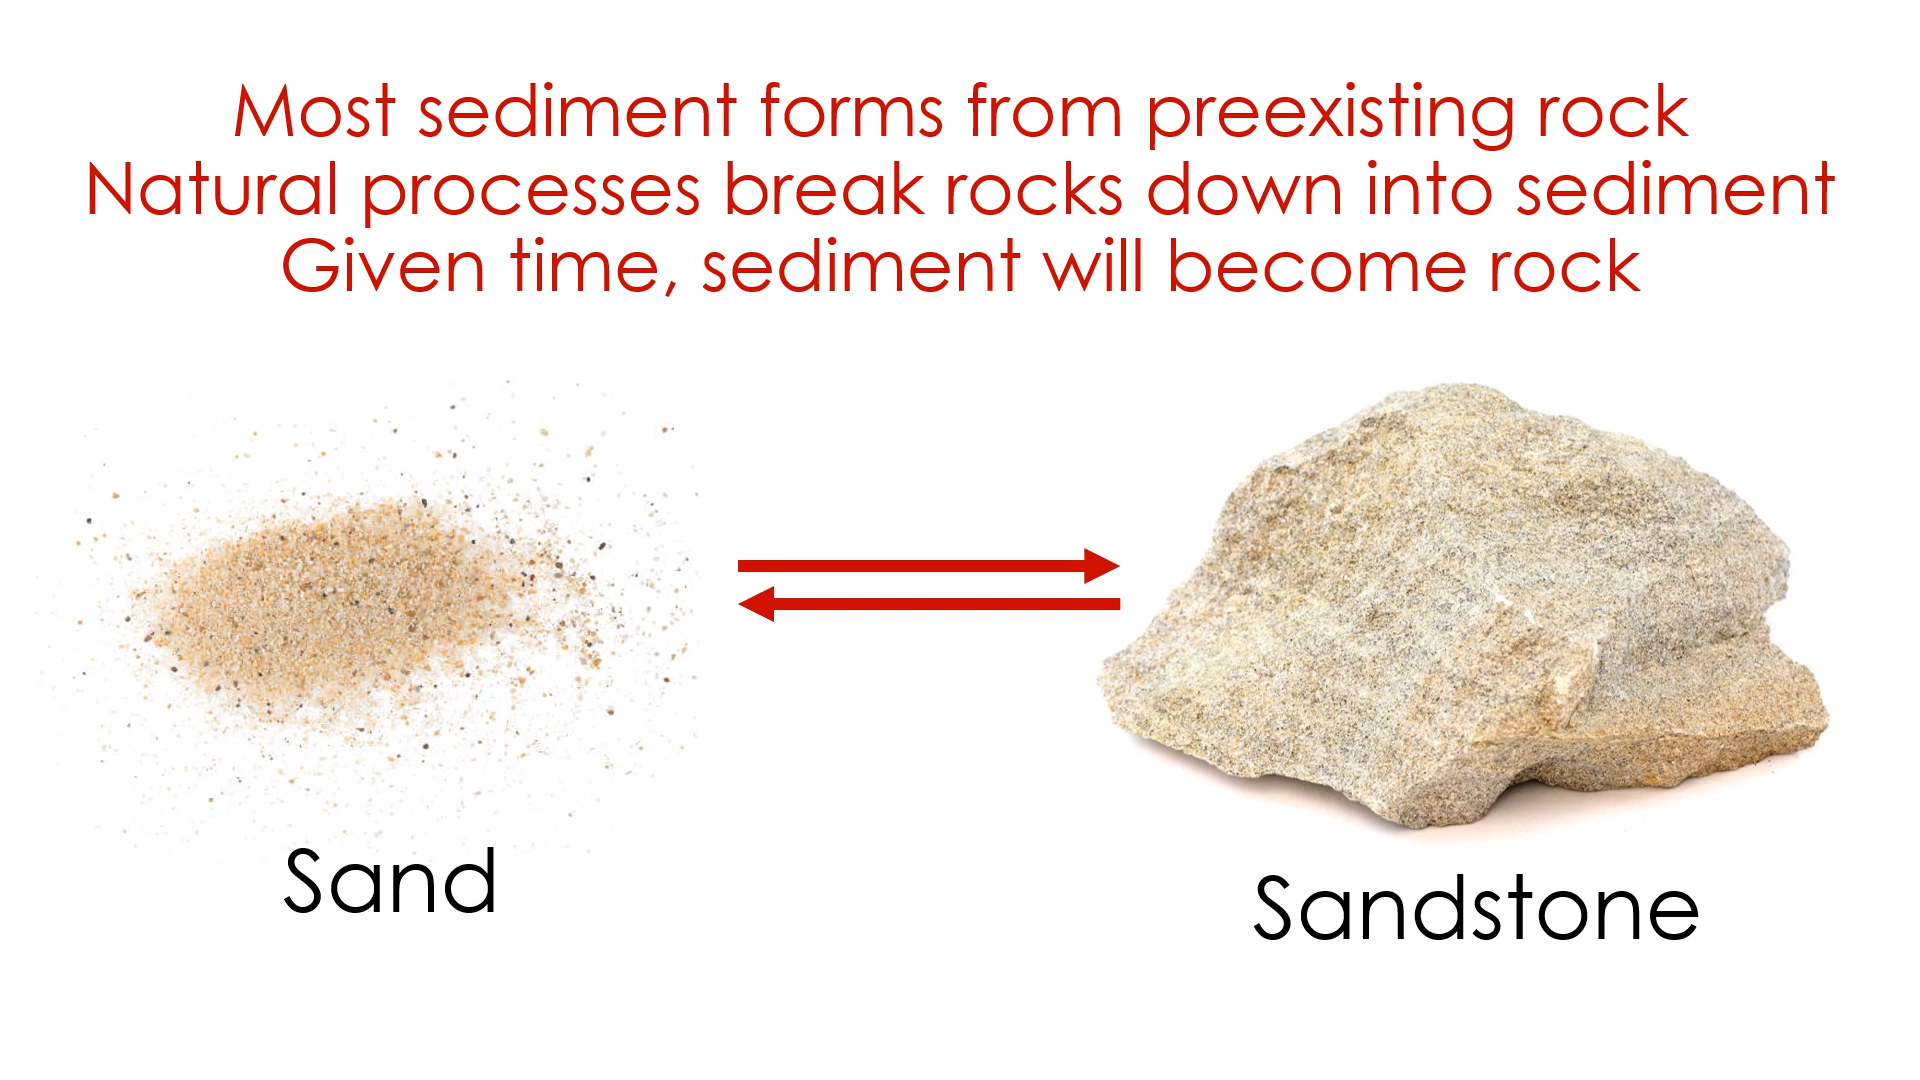 Most sediment forms from preexisting rock
Natural processes break rocks down into sediment
Given time, sediment will become rock
Sand
Sandstone